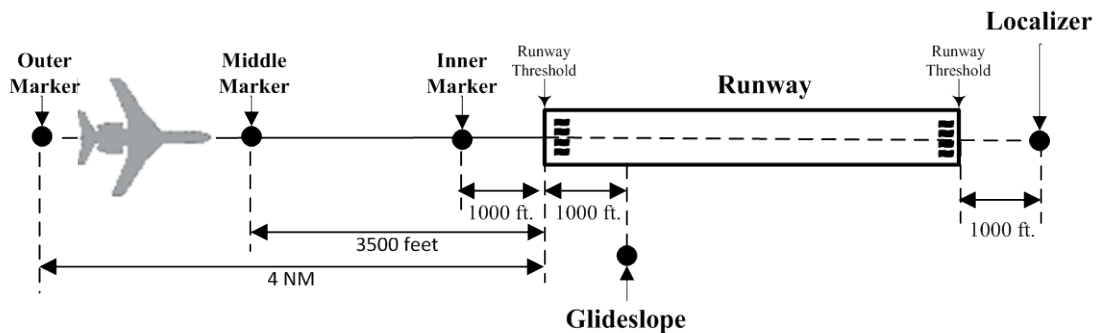 Localizer
Outer
Marker
Middle
Marker
Inner
Marker
Runway
Threshold
Runway
Runway
Threshold
1000 ft.
1000 ft.
1000 ft.
3500 feet
4 NM
Glideslope